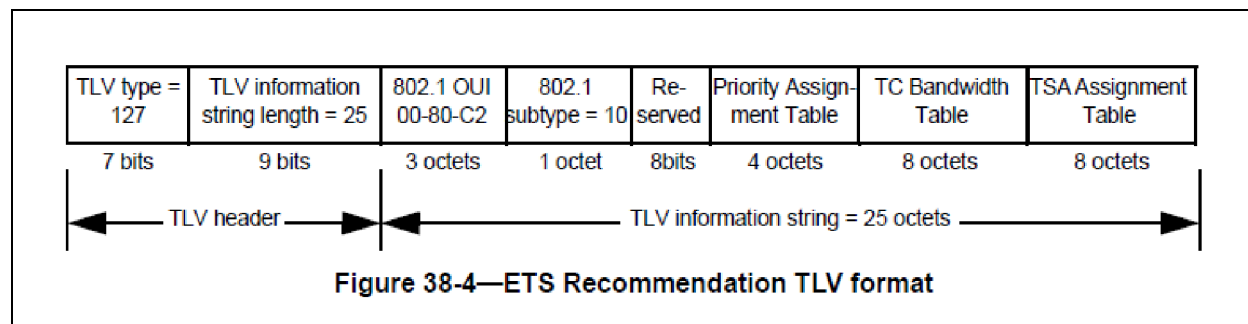 TLV type = TLV information 802.1 OUI 802.1 Re- Priority Assign- TC Bandwidth TSA Assignment
127 string length = 25 00-80-C2 subtype = 10 served ment Table Table Table
7 bits 9 bits 3 octets 1 octet 8bits 4 octets 8 octets 8 octets
TLV header TLV information string = 25 octets
Figure 38-4—ETS Recommendation TLV format